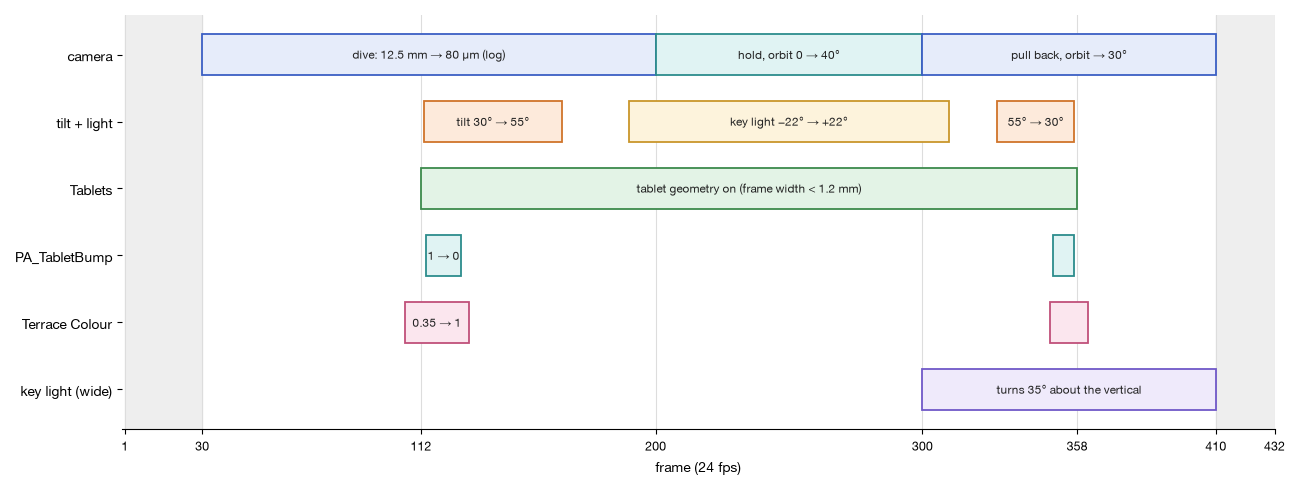 camera
dive: 12.5 mm → 80 µm (log)
hold, orbit 0 → 40°
pull back, orbit → 30°
tilt + light
tilt 30° → 55°
key light −22° → +22°
55° → 30°
Tablets
tablet geometry on (frame width < 1.2 mm)
PA_TabletBump
1 → 0
Terrace Colour
0.35 → 1
key light (wide)
turns 35° about the vertical
1
30
112
200
300
358
410
432
frame (24 fps)